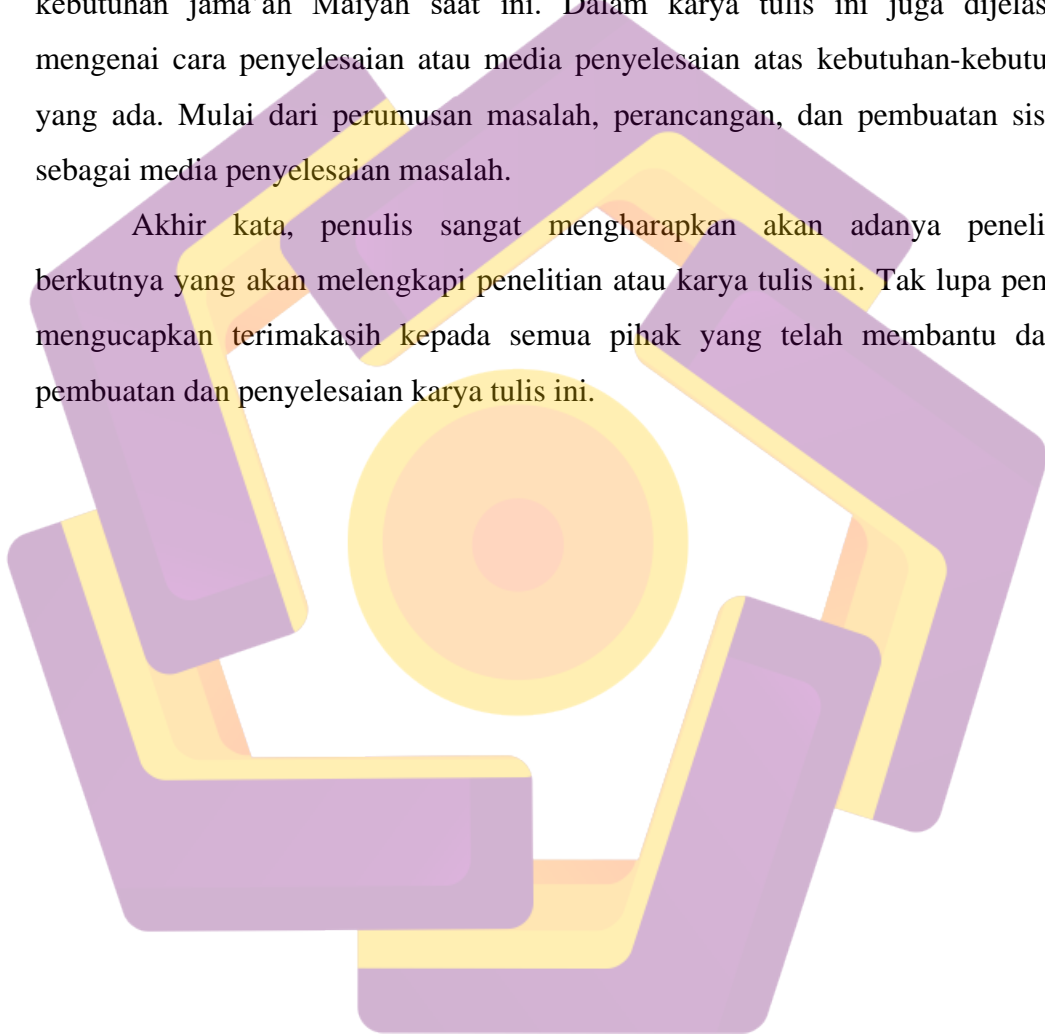 kebutuhan jama'ah Maiyah saat ini. Dalam karya tulis ini juga dijelas
mengenai cara penyelesaian atau media penyelesaian atas kebutuhan-kebutu
yang ada. Mulai dari perumusan masalah, perancangan, dan pembuatan sis
sebagai media penyelesaian masalah.
Akhir kata, penulis sangat mengharapkan akan adanya peneli
berkutnya yang akan melengkapi penelitian atau karya tulis ini. Tak lupa pen
mengucapkan terimakasih kepada semua pihak yang telah membantu da
pembuatan dan penyelesaian karya tulis ini.